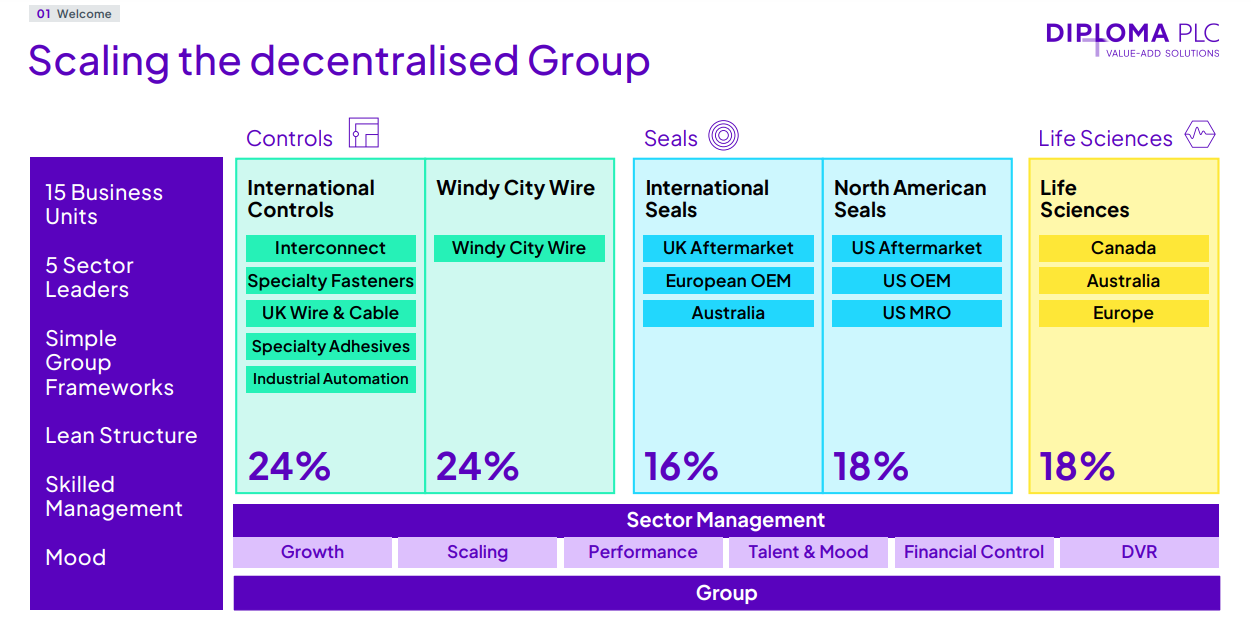 01 Welcome
Scaling the decentralised Group
DIPLOMA PLC
VALUE-ADD SOLUTIONS
15 Business
Units
5 Sector
Leaders
Simple
Group
Frameworks
Lean Structure
Skilled
Management
Mood
Controls
International
Controls
Interconnect
Specialty Fasteners
UK Wire & Cable
Specialty Adhesives
Industrial Automation
24%
Windy City Wire
Windy City Wire
24%
Seals
International
Seals
UK Aftermarket
European OEM
Australia
16%
North American
Seals
US Aftermarket
US OEM
US MRO
18%
Life Sciences
Life
Sciences
Canada
Australia
Europe
18%
Sector Management
Growth
Scaling
Performance
Talent & Mood
Financial Control
DVR
Group